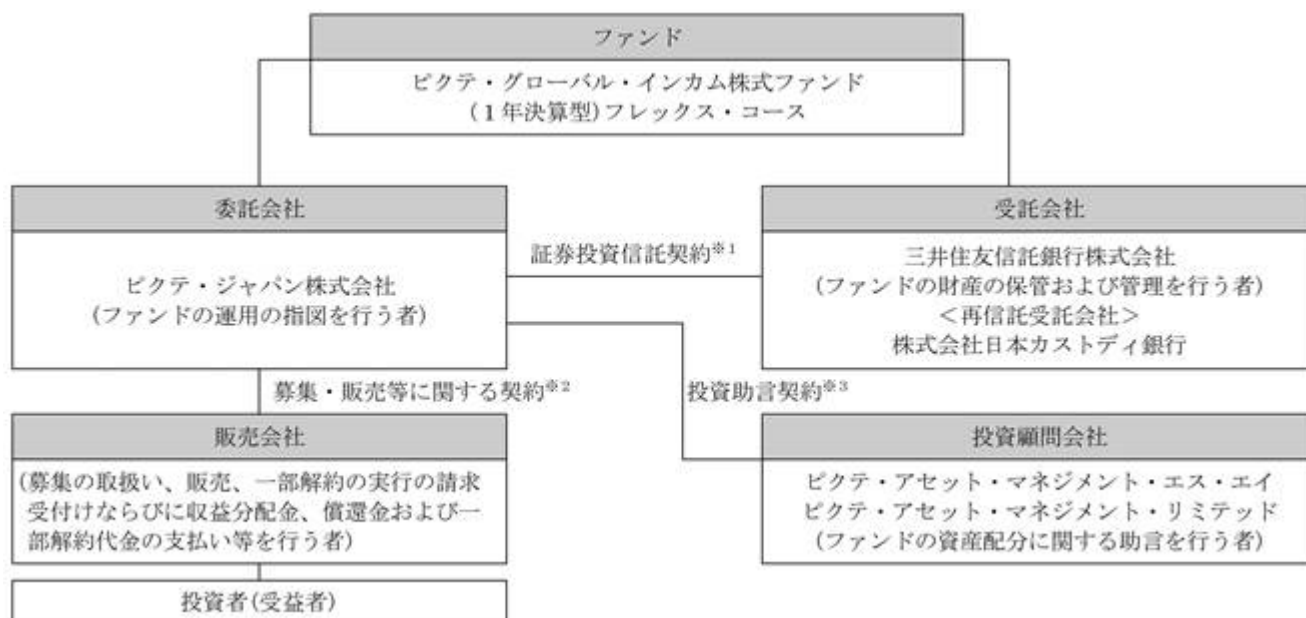 ファンド
ピクテ・グローバル・インカム株式ファンド
(1年決算型)フレックス・コース
委託会社
ピクテ・ジャパン株式会社
(ファンドの運用の指図を行う者)
証券投資信託契約※1
受託会社
三井住友信託銀行株式会社
(ファンドの財産の保管および管理を行う者)
＜再信託受託会社＞
株式会社日本カストディ銀行
募集・販売等に関する契約※2
投資助言契約※3
販売会社
(募集の取扱い、販売、一部解約の実行の請求
受付けならびに収益分配金、償還金および一
部解約代金の支払い等を行う者)
投資顧問会社
ピクテ・アセット・マネジメント・エス・エイ
ピクテ・アセット・マネジメント・リミテッド
(ファンドの資産配分に関する助言を行う者)
投資者(受益者)